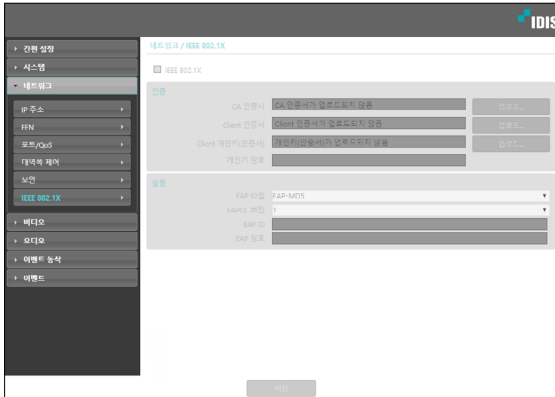 IDIS
간편 설정
시스템
네트워크
IP 주소
FEN
포트/QoS
대역폭 제어
보안
IEEE 802.1X
비디오
오디오
이벤트 동작
이벤트
네트워크 / IEEE 802.1X
IEEE 802.1X
인증
CA 인증서 CA 인증서가 업로드되지 않음 업로드...
Client 인증서 Client 인증서가 업로드되지 않음 업로드...
Client 개인키(인증서) 개인키(인증서)가 업로드되지 않음 업로드...
개인키 암호
설정
EAP 타입 EAP-MD5
EAPOL 버전 1
EAP ID
EAP 암호